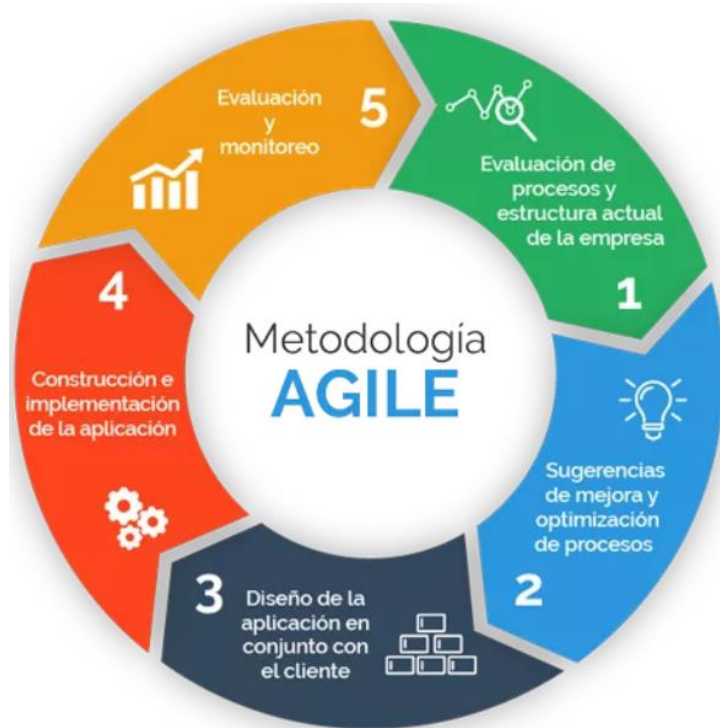 Metodología
AGILE
Evaluación de
procesos y
estructura actual
de la empresa
1
Sugerencias
de mejora y
optimización
de procesos
2
3
Diseño de la
aplicación en
conjunto con
el cliente
4
Construcción e
implementación
de la aplicación
Evaluación
y
monitoreo
5